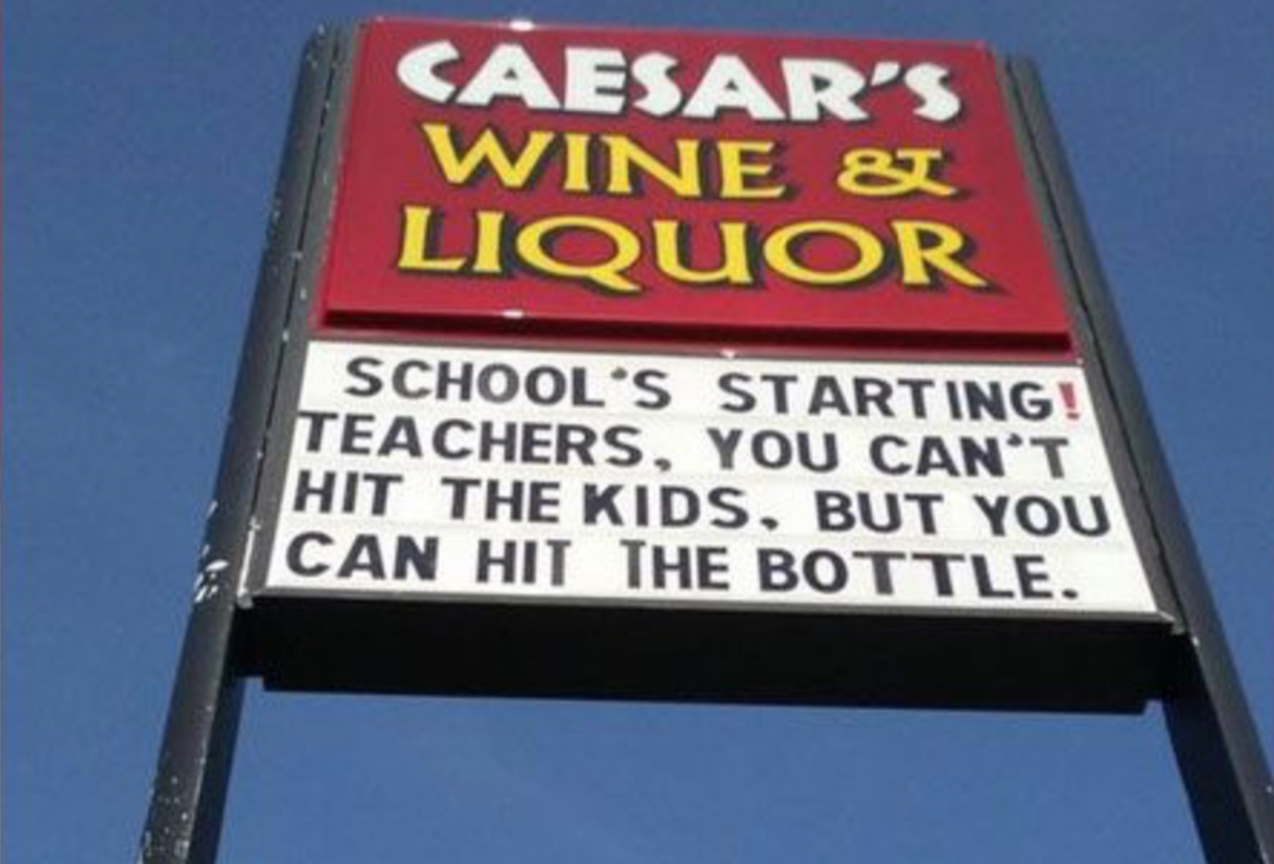 CAESAR'S
WINE &
LIQUOR
SCHOOL'S STARTING!
TEACHERS, YOU CAN'T
HIT THE KIDS, BUT YOU
CAN HIT THE BOTTLE.